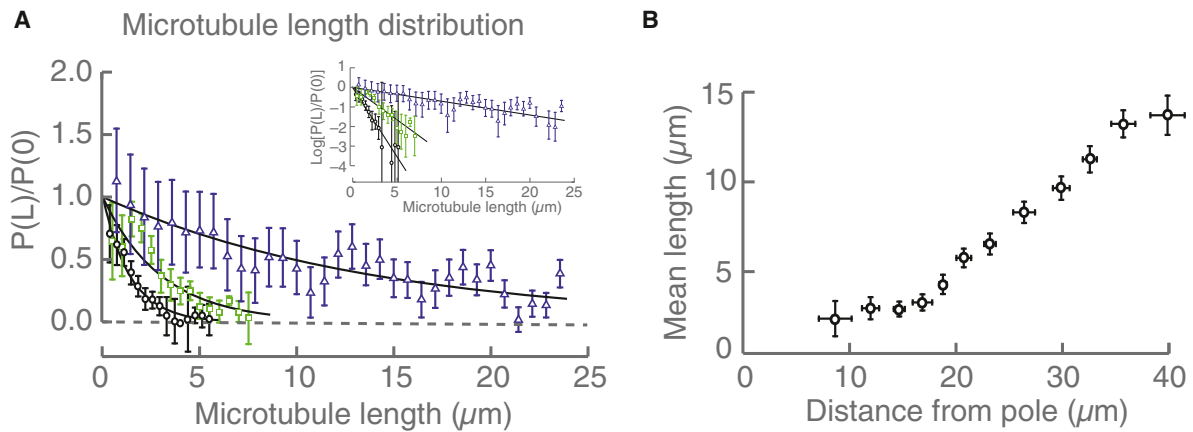 A
Microtubule length distribution
2.0
1.5
1.0
0.5
0.0
P(L)/P(0)
0 5 10 15 20 25
Microtubule length (µm)
1
0
-1
-2
-3
-4
Log[P(L)/P(0)]
0 5 10 15 20 25
Microtubule length (µm)
B
15
10
5
0
Mean length (µm)
0 10 20 30 40
Distance from pole (µm)